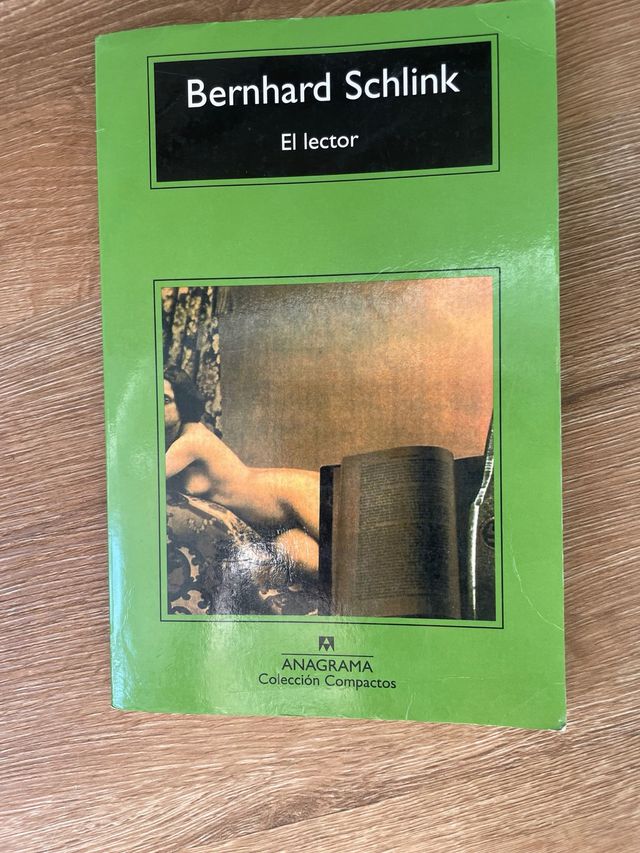 Bernhard Schlink
El lector
ANAGRAMA
Colección Compactos